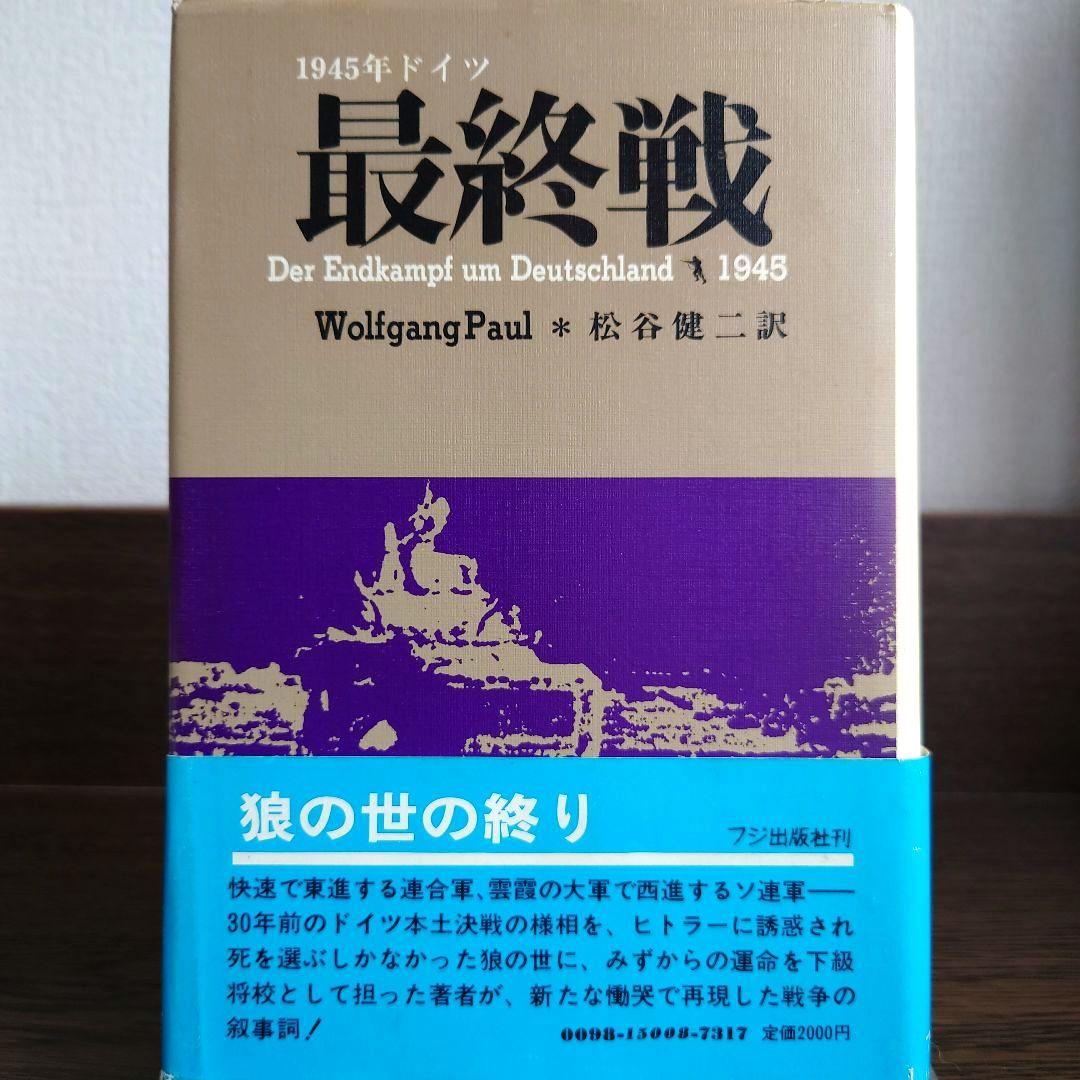 1945年ドイツ
最終戦
Der Endkampf um Deutschland 1945
Wolfgang Paul * 松谷健二訳
狼の世の終り
フジ出版社刊
快速で東進する連合軍、雲霞の大軍で西進するソ連軍──
30年前のドイツ本土決戦の様相を、ヒトラーに誘惑され
死を選ぶしかなかった狼の世に、みずからの運命を下級
将校として担った著者が、新たな慟哭で再現した戦争の
叙事詞！
0098-15008-7317 定価2000円